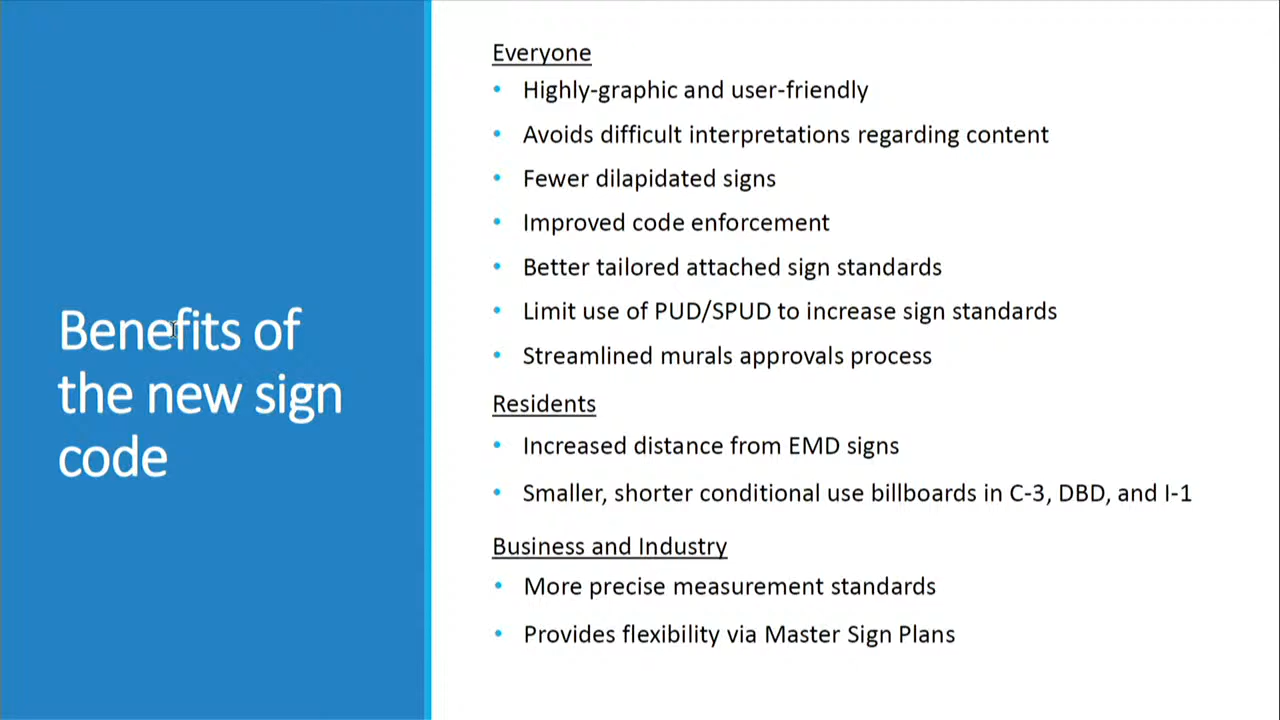 Benefits of
the new sign
code
Everyone
• Highly-graphic and user-friendly
• Avoids difficult interpretations regarding content
• Fewer dilapidated signs
• Improved code enforcement
• Better tailored attached sign standards
• Limit use of PUD/SPUD to increase sign standards
• Streamlined murals approvals process
Residents
• Increased distance from EMD signs
• Smaller, shorter conditional use billboards in C-3, DBD, and I-1
Business and Industry
• More precise measurement standards
• Provides flexibility via Master Sign Plans